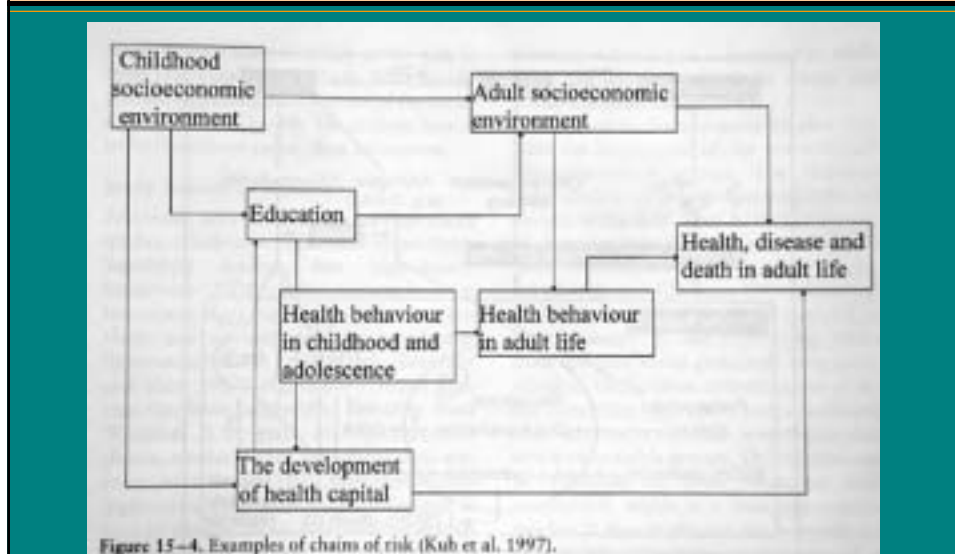 Childhood
socioeconomic
environment
Adult socioeconomic
environment
Education
Health, disease and
death in adult life
Health behaviour
in childhood and
adolescence
Health behaviour
in adult life
The development
of health capital
Figure 15–4. Examples of chains of risk (Kuh et al. 1997).